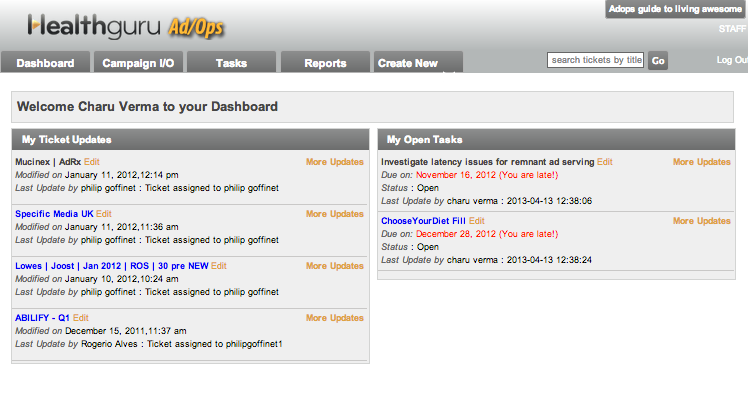 Healthguru Ad/Ops
Adops guide to living awesome
STAFF
Dashboard
Campaign I/O
Tasks
Reports
Create New
search tickets by title
Go
Log Ou
Welcome Charu Verma to your Dashboard
My Ticket Updates
Mucinex | AdRx Edit More Updates
Modified on January 11, 2012,12:14 pm
Last Update by philip goffinet : Ticket assigned to philip goffinet
Specific Media UK Edit More Updates
Modified on January 11, 2012,11:36 am
Last Update by philip goffinet : Ticket assigned to philip goffinet
Lowes | Joost | Jan 2012 | ROS | 30 pre NEW Edit More Updates
Modified on January 10, 2012,10:24 am
Last Update by philip goffinet : Ticket assigned to philip goffinet
ABILIFY - Q1 Edit More Updates
Modified on December 15, 2011,11:37 am
Last Update by Rogerio Alves : Ticket assigned to philipgoffinet1
My Open Tasks
Investigate latency issues for remnant ad serving Edit More Updates
Due on: November 16, 2012 (You are late!)
Status : Open
Last Update by charu verma : 2013-04-13 12:38:06
ChooseYourDiet Fill Edit More Updates
Due on: December 28, 2012 (You are late!)
Status : Open
Last Update by charu verma : 2013-04-13 12:38:24